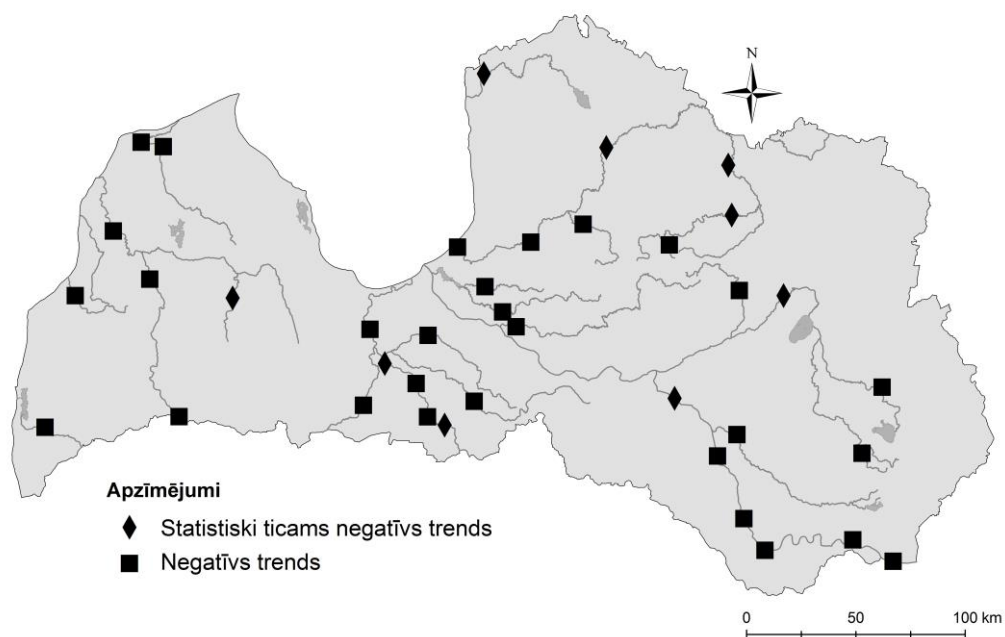 N
Apzīmējumi
Statistiski ticams negatīvs trends
Negatīvs trends
0 50 100 km